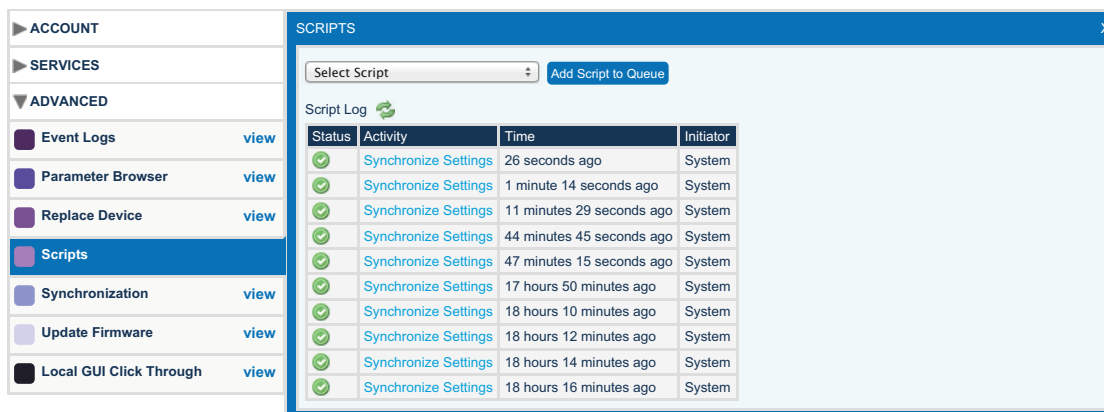 ACCOUNT
SERVICES
ADVANCED
Event Logs view
Parameter Browser view
Replace Device view
Scripts
Synchronization view
Update Firmware view
Local GUI Click Through view
SCRIPTS X
Select Script Add Script to Queue
Script Log
Status Activity Time Initiator
Synchronize Settings 26 seconds ago System
Synchronize Settings 1 minute 14 seconds ago System
Synchronize Settings 11 minutes 29 seconds ago System
Synchronize Settings 44 minutes 45 seconds ago System
Synchronize Settings 47 minutes 15 seconds ago System
Synchronize Settings 17 hours 50 minutes ago System
Synchronize Settings 18 hours 10 minutes ago System
Synchronize Settings 18 hours 12 minutes ago System
Synchronize Settings 18 hours 14 minutes ago System
Synchronize Settings 18 hours 16 minutes ago System